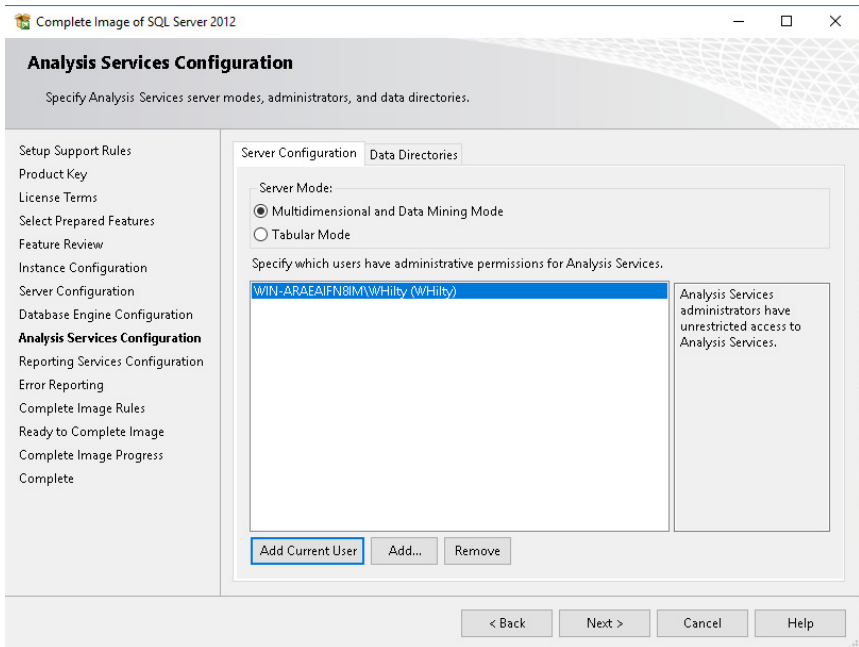 Complete Image of SQL Server 2012
Analysis Services Configuration
Specify Analysis Services server modes, administrators, and data directories.
Setup Support Rules
Product Key
License Terms
Select Prepared Features
Feature Review
Instance Configuration
Server Configuration
Database Engine Configuration
Analysis Services Configuration
Reporting Services Configuration
Error Reporting
Complete Image Rules
Ready to Complete Image
Complete Image Progress
Complete
Server Configuration Data Directories
Server Mode:
Multidimensional and Data Mining Mode
Tabular Mode
Specify which users have administrative permissions for Analysis Services.
WIN-ARAEAIFN8IM\WHilty (WHilty)
Analysis Services
administrators have
unrestricted access to
Analysis Services.
Add Current User Add... Remove
< Back Next > Cancel Help